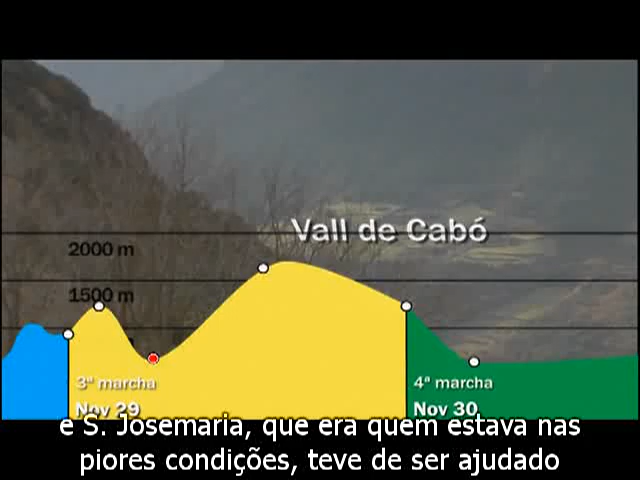 Vall de Cabó
2000 m
1500 m
3ª marcha
Nov 29
4ª marcha
Nov 30
e S. Josemaria, que era quem estava nas
piores condições, teve de ser ajudado